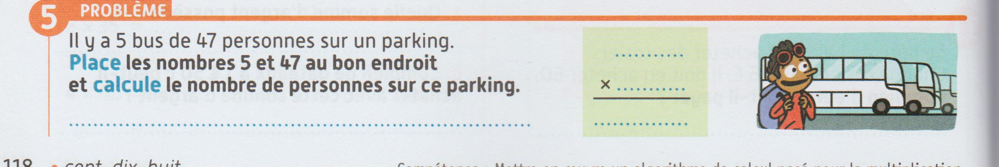 5 PROBLÈME
Il y a 5 bus de 47 personnes sur un parking.
Place les nombres 5 et 47 au bon endroit
et calcule le nombre de personnes sur ce parking.
×
118 • cent dix-huit
Compétence : Mettre en œuvre un algorithme de calcul posé pour la multiplication